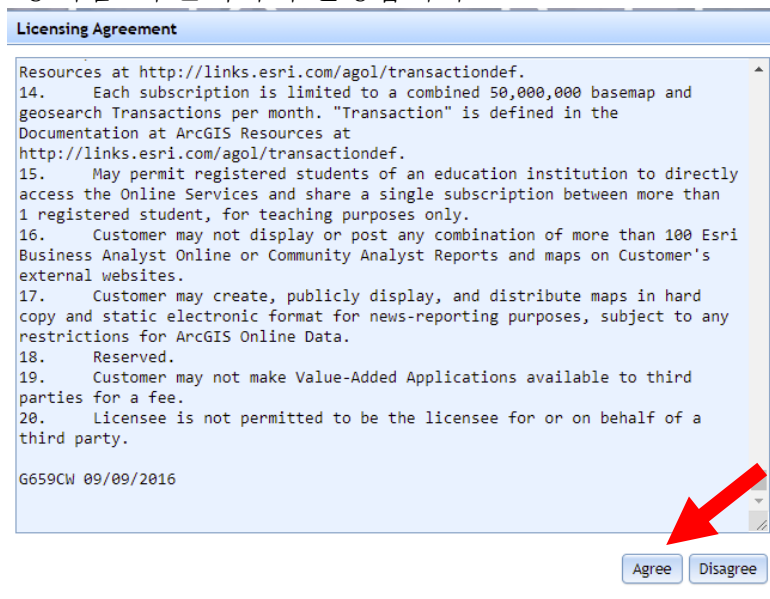 Licensing Agreement
Resources at http://links.esri.com/agol/transactiondef.
14. Each subscription is limited to a combined 50,000,000 basemap and
geosearch Transactions per month. "Transaction" is defined in the
Documentation at ArcGIS Resources at
http://links.esri.com/agol/transactiondef.
15. May permit registered students of an education institution to directly
access the Online Services and share a single subscription between more than
1 registered student, for teaching purposes only.
16. Customer may not display or post any combination of more than 100 Esri
Business Analyst Online or Community Analyst Reports and maps on Customer's
external websites.
17. Customer may create, publicly display, and distribute maps in hard
copy and static electronic format for news-reporting purposes, subject to any
restrictions for ArcGIS Online Data.
18. Reserved.
19. Customer may not make Value-Added Applications available to third
parties for a fee.
20. Licensee is not permitted to be the licensee for or on behalf of a
third party.
G659CW 09/09/2016
Agree Disagree